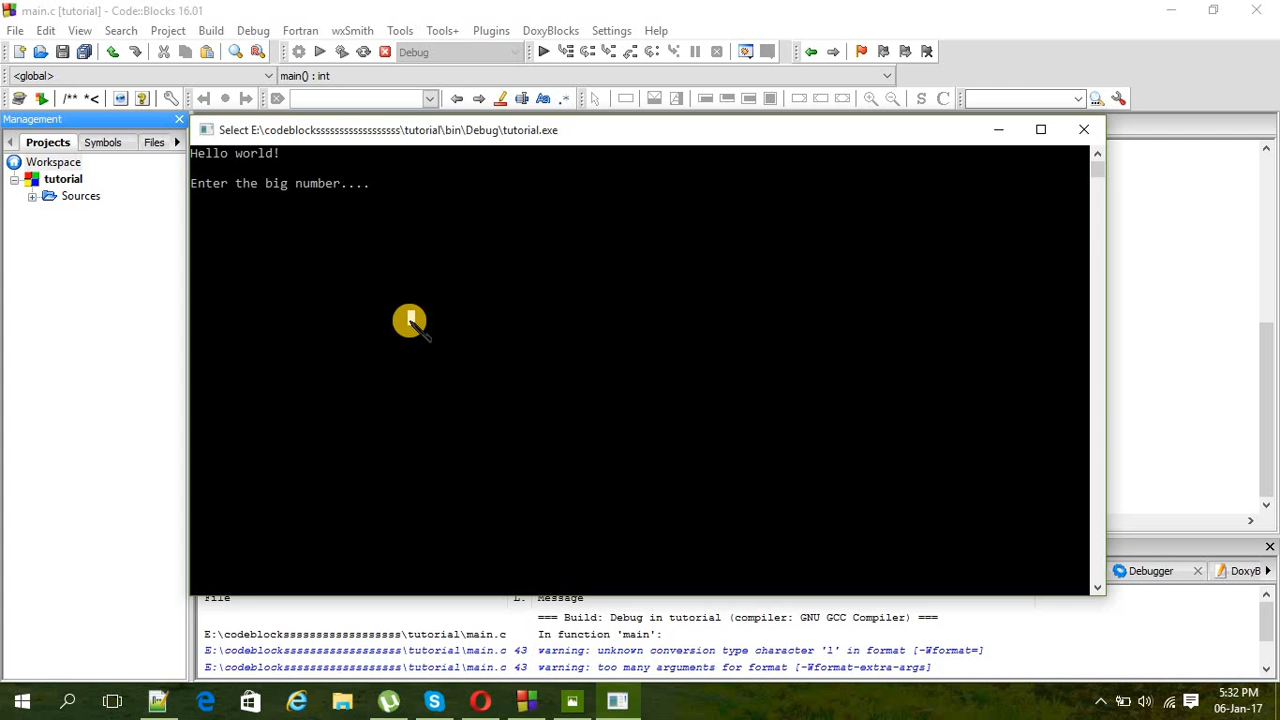 main.c [tutorial] - Code::Blocks 16.01
File Edit View Search Project Build Debug Fortran wxSmith Tools Tools+ Plugins DoxyBlocks Settings Help
Debug
<global> main() : int
/** *< S C
Management
Projects Symbols Files
Workspace
tutorial
Sources
Select E:\codeblocksssssssssssssssss\tutorial\bin\Debug\tutorial.exe
Hello world!
Enter the big number....
Debugger DoxyB
File L. Message
=== Build: Debug in tutorial (compiler: GNU GCC Compiler) ===
E:\codeblocksssssssssssssssss\tutorial\main.c In function 'main':
E:\codeblocksssssssssssssssss\tutorial\main.c 43 warning: unknown conversion type character 'l' in format [-Wformat=]
E:\codeblocksssssssssssssssss\tutorial\main.c 43 warning: too many arguments for format [-Wformat-extra-args]
5:32 PM
06-Jan-17